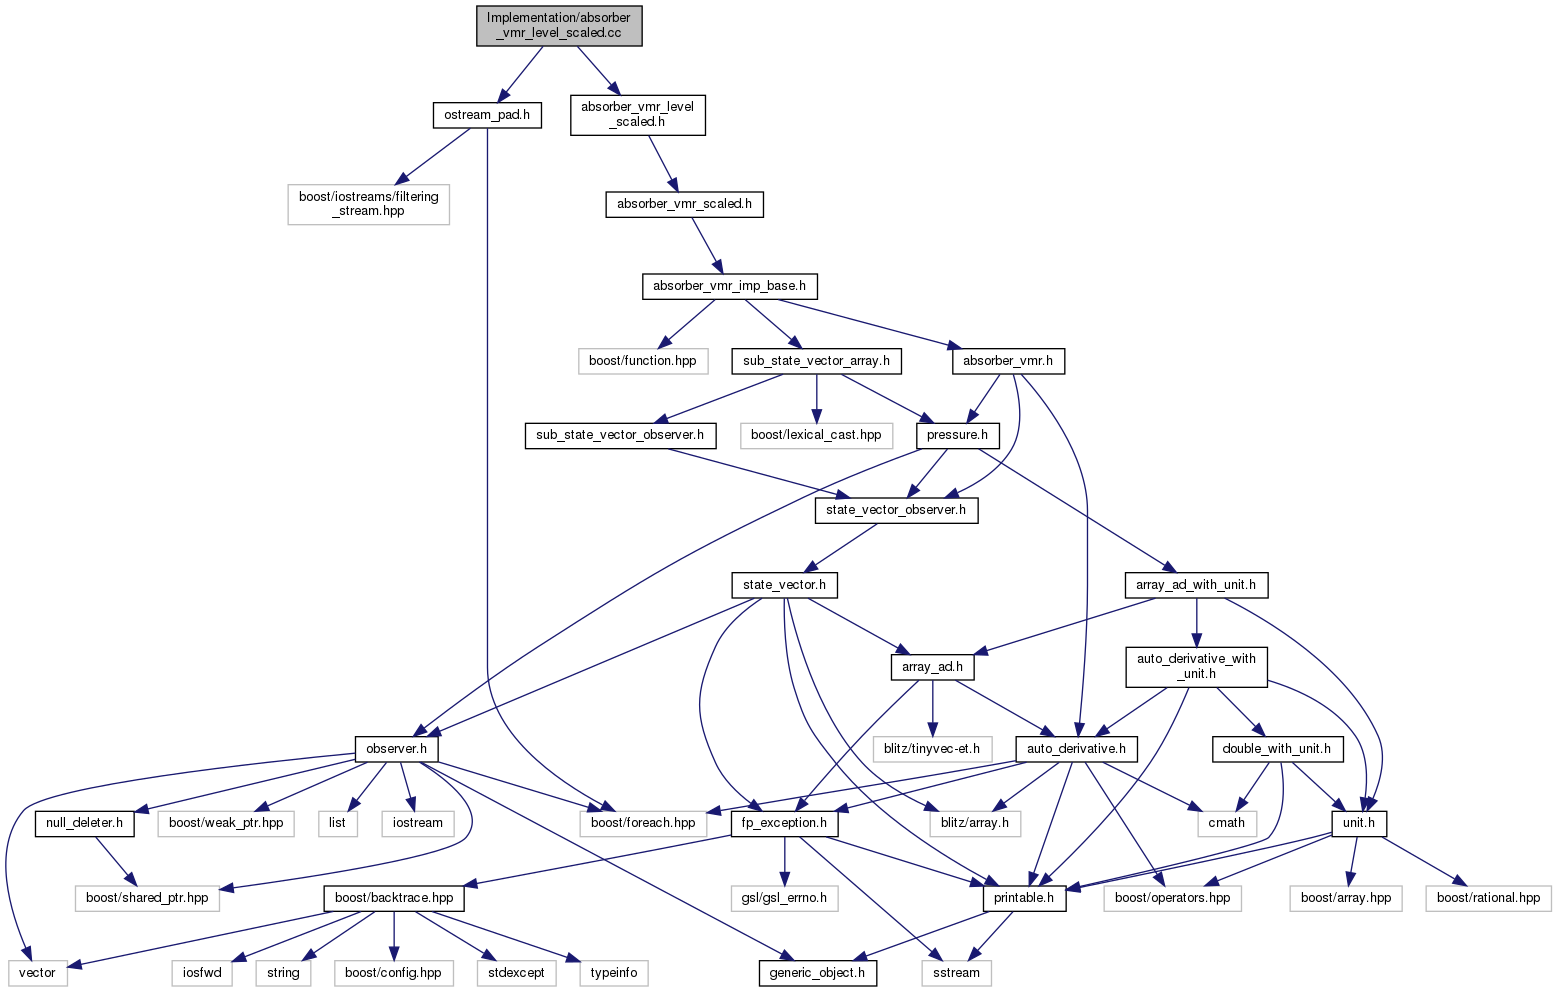 Implementation/absorber
_vmr_level_scaled.cc
ostream_pad.h
absorber_vmr_level
_scaled.h
boost/iostreams/filtering
_stream.hpp
absorber_vmr_scaled.h
absorber_vmr_imp_base.h
boost/function.hpp
sub_state_vector_array.h
absorber_vmr.h
sub_state_vector_observer.h
boost/lexical_cast.hpp
pressure.h
state_vector_observer.h
state_vector.h
array_ad_with_unit.h
array_ad.h
auto_derivative_with
_unit.h
observer.h
blitz/tinyvec-et.h
auto_derivative.h
double_with_unit.h
null_deleter.h
boost/weak_ptr.hpp
list
iostream
boost/foreach.hpp
fp_exception.h
blitz/array.h
cmath
unit.h
boost/shared_ptr.hpp
boost/backtrace.hpp
gsl/gsl_errno.h
printable.h
boost/operators.hpp
boost/array.hpp
boost/rational.hpp
vector
iosfwd
string
boost/config.hpp
stdexcept
typeinfo
generic_object.h
sstream